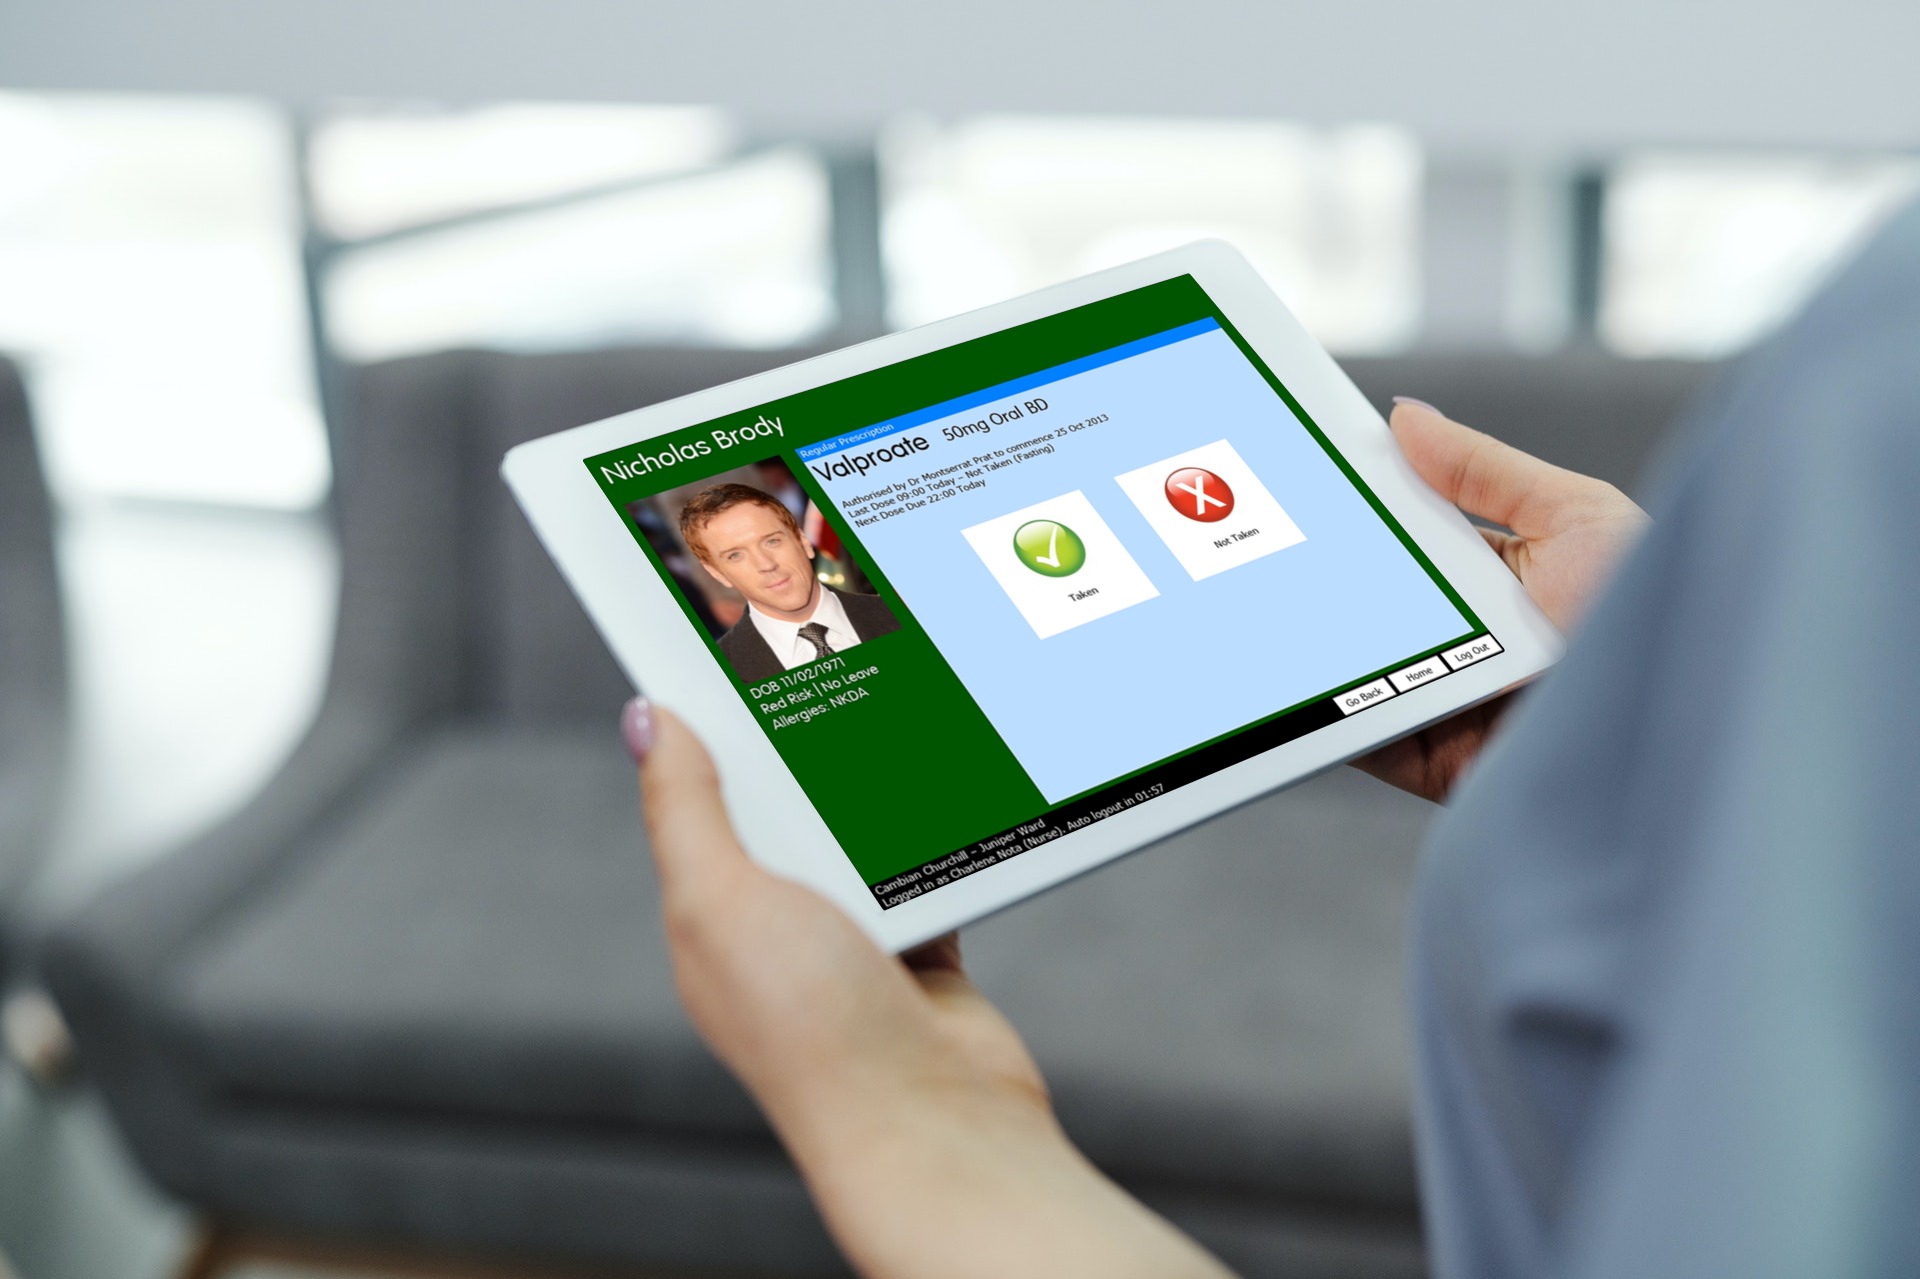 Nicholas Brody
DOB 11/02/1971
Red Risk | No Leave
Allergies: NKDA
Regular Prescription
Valproate 50mg Oral BD
Authorised by Dr Montserrat Prat to commence 25 Oct 2013
Last Dose 09:00 Today – Not Taken (Fasting)
Next Dose Due 22:00 Today
Taken
Not Taken
Cambian Churchill – Juniper Ward
Logged in as Charlene Nota (Nurse). Auto logout in 01:57
Go Back
Home
Log Out